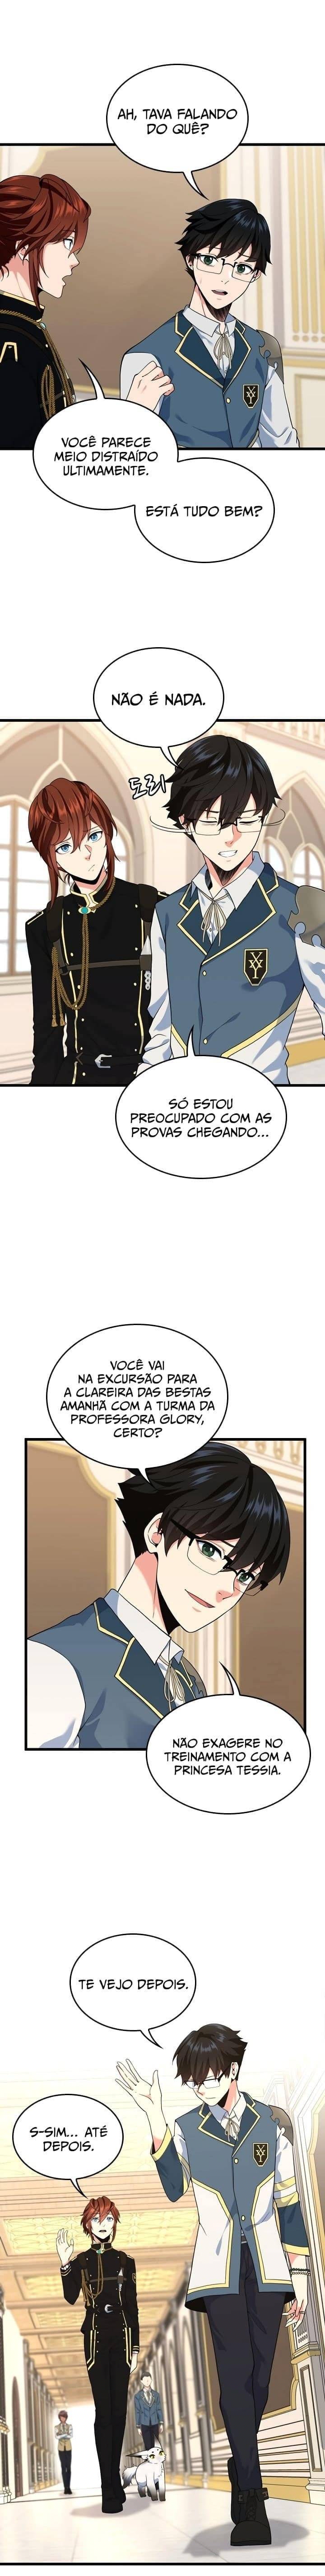 AH, TAVA FALANDO
DO QUÊ?
VOCÊ PARECE
MEIO DISTRAÍDO
ULTIMAMENTE.
ESTÁ TUDO BEM?
NÃO É NADA.
도리
SÓ ESTOU
PREOCUPADO COM AS
PROVAS CHEGANDO...
VOCÊ VAI
NA EXCURSÃO PARA
A CLAREIRA DAS BESTAS
AMANHÃ COM A TURMA DA
PROFESSORA GLORY,
CERTO?
NÃO EXAGERE NO
TREINAMENTO COM A
PRINCESA TESSIA.
TE VEJO DEPOIS.
S-SIM... ATÉ
DEPOIS.